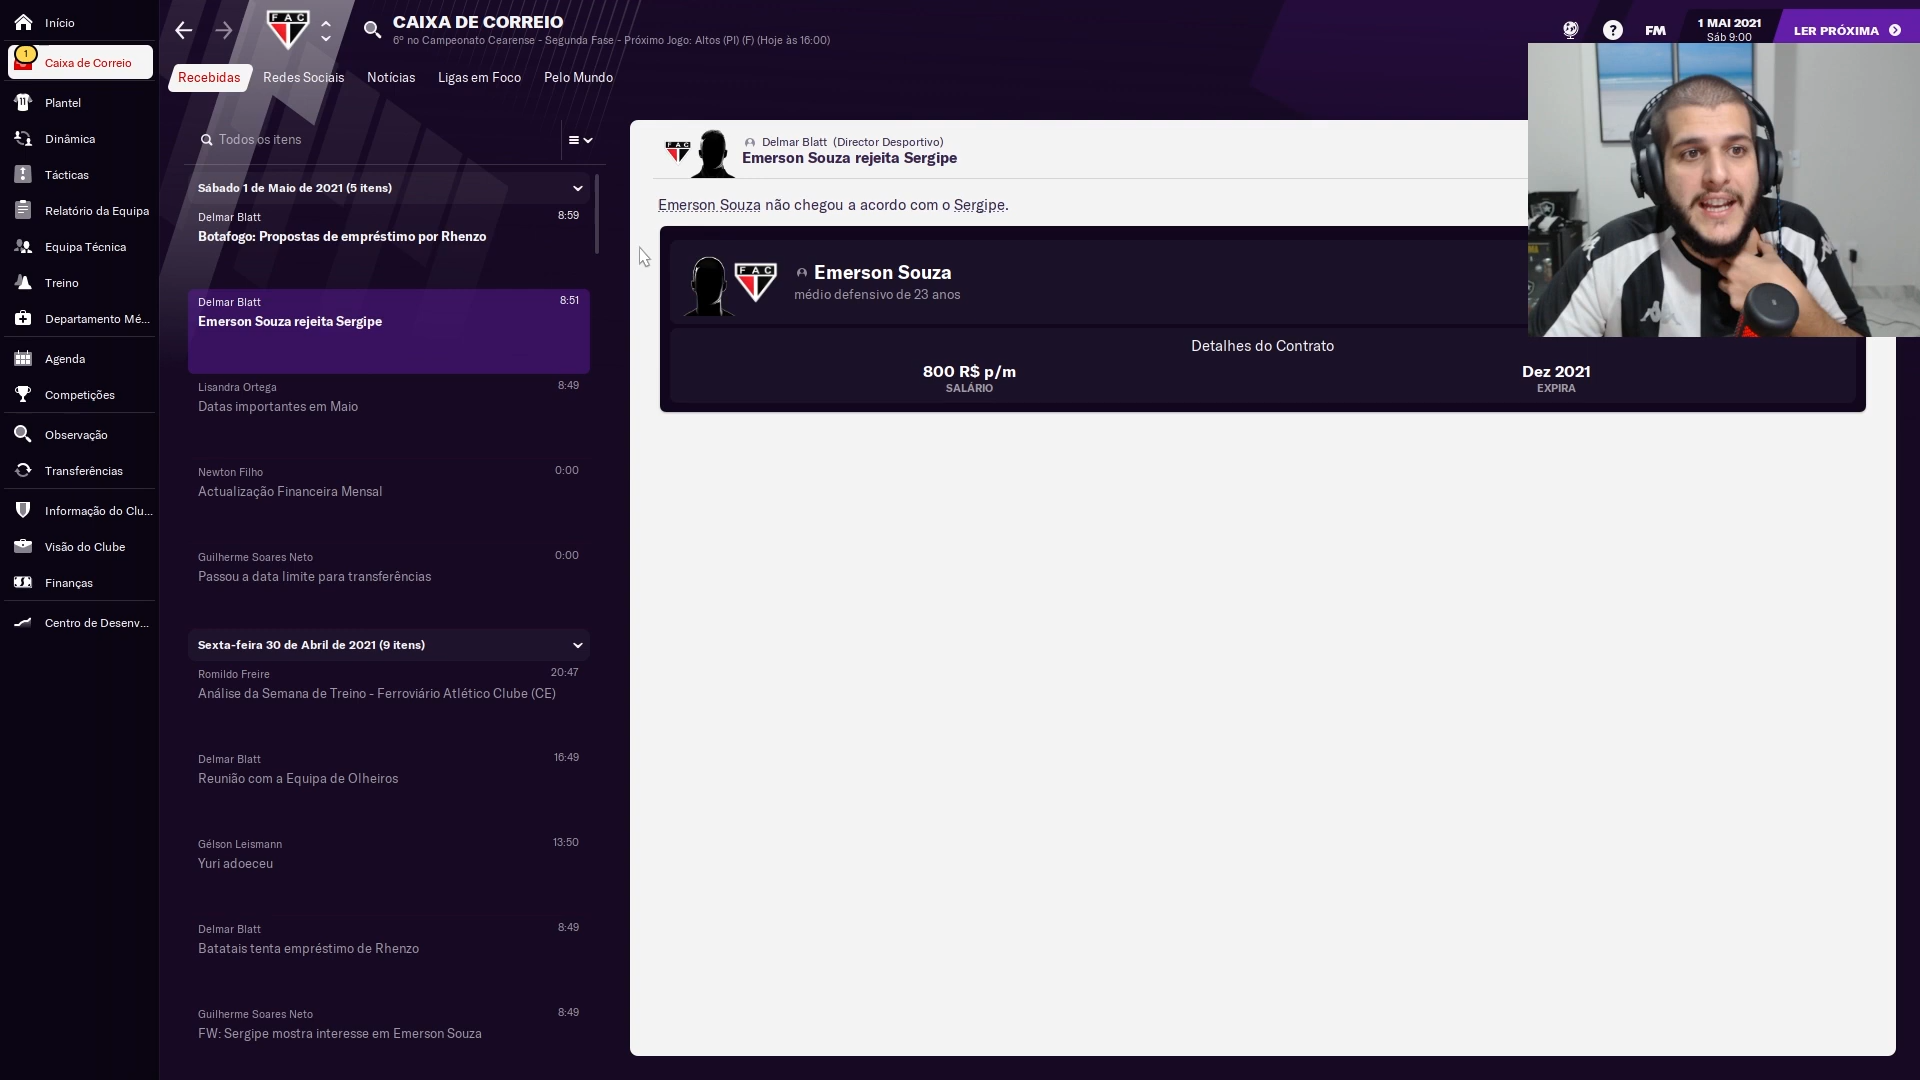 Início
1
Caixa de Correio
Plantel
Dinâmica
Tácticas
Relatório da Equipa
Equipa Técnica
Treino
Departamento Mé...
Agenda
Competições
Observação
Transferências
Informação do Clu...
Visão do Clube
Finanças
Centro de Desenv...
FAC
CAIXA DE CORREIO
6º no Campeonato Cearense - Segunda Fase - Próximo Jogo: Altos (PI) (F) (Hoje às 16:00)
? FM
1 MAI 2021
Sáb 9:00
LER PRÓXIMA
Recebidas Redes Sociais Notícias Ligas em Foco Pelo Mundo
Todos os itens
Sábado 1 de Maio de 2021 (5 itens)
Delmar Blatt 8:59
Botafogo: Propostas de empréstimo por Rhenzo
Delmar Blatt 8:51
Emerson Souza rejeita Sergipe
Lisandra Ortega 8:49
Datas importantes em Maio
Newton Filho 0:00
Actualização Financeira Mensal
Guilherme Soares Neto 0:00
Passou a data limite para transferências
Sexta-feira 30 de Abril de 2021 (9 itens)
Romildo Freire 20:47
Análise da Semana de Treino - Ferroviário Atlético Clube (CE)
Delmar Blatt 16:49
Reunião com a Equipa de Olheiros
Gélson Leismann 13:50
Yuri adoeceu
Delmar Blatt 8:49
Batatais tenta empréstimo de Rhenzo
Guilherme Soares Neto 8:49
FW: Sergipe mostra interesse em Emerson Souza
FAC
Delmar Blatt (Director Desportivo)
Emerson Souza rejeita Sergipe
Emerson Souza não chegou a acordo com o Sergipe.
FAC
Emerson Souza
médio defensivo de 23 anos
Detalhes do Contrato
800 R$ p/m Dez 2021
SALÁRIO EXPIRA